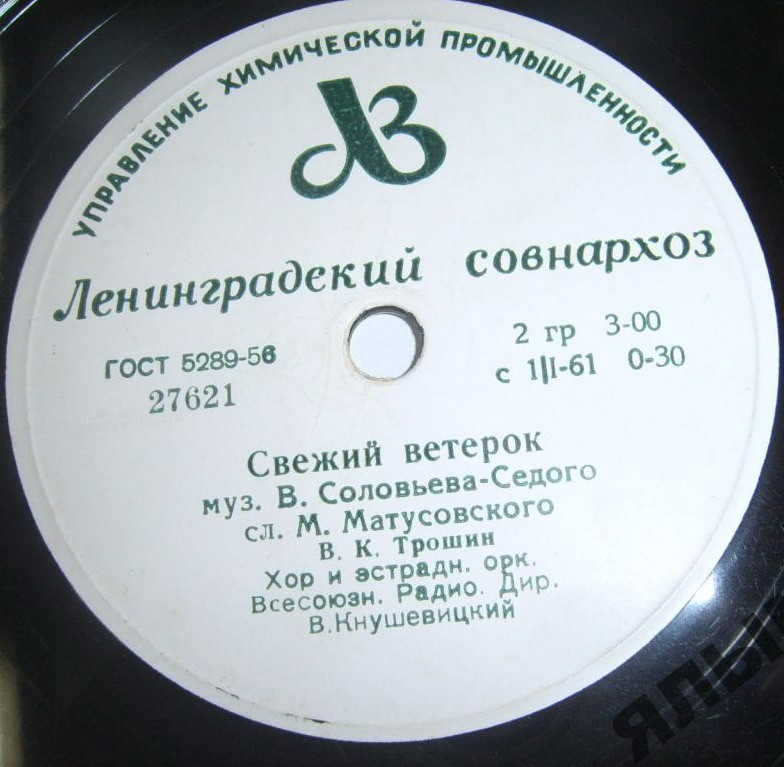 УПРАВЛЕНИЕ ХИМИЧЕСКОЙ ПРОМЫШЛЕННОСТИ
ЛЗ
Ленинградский совнархоз
ГОСТ 5289-56
27621
2 гр 3-00
с 1/I-61 0-30
Свежий ветерок
муз. В. Соловьева-Седого
сл. М. Матусовского
В. К. Трошин
Хор и эстрадн. орк.
Всесоюзн. Радио. Дир.
В.Кнушевицкий